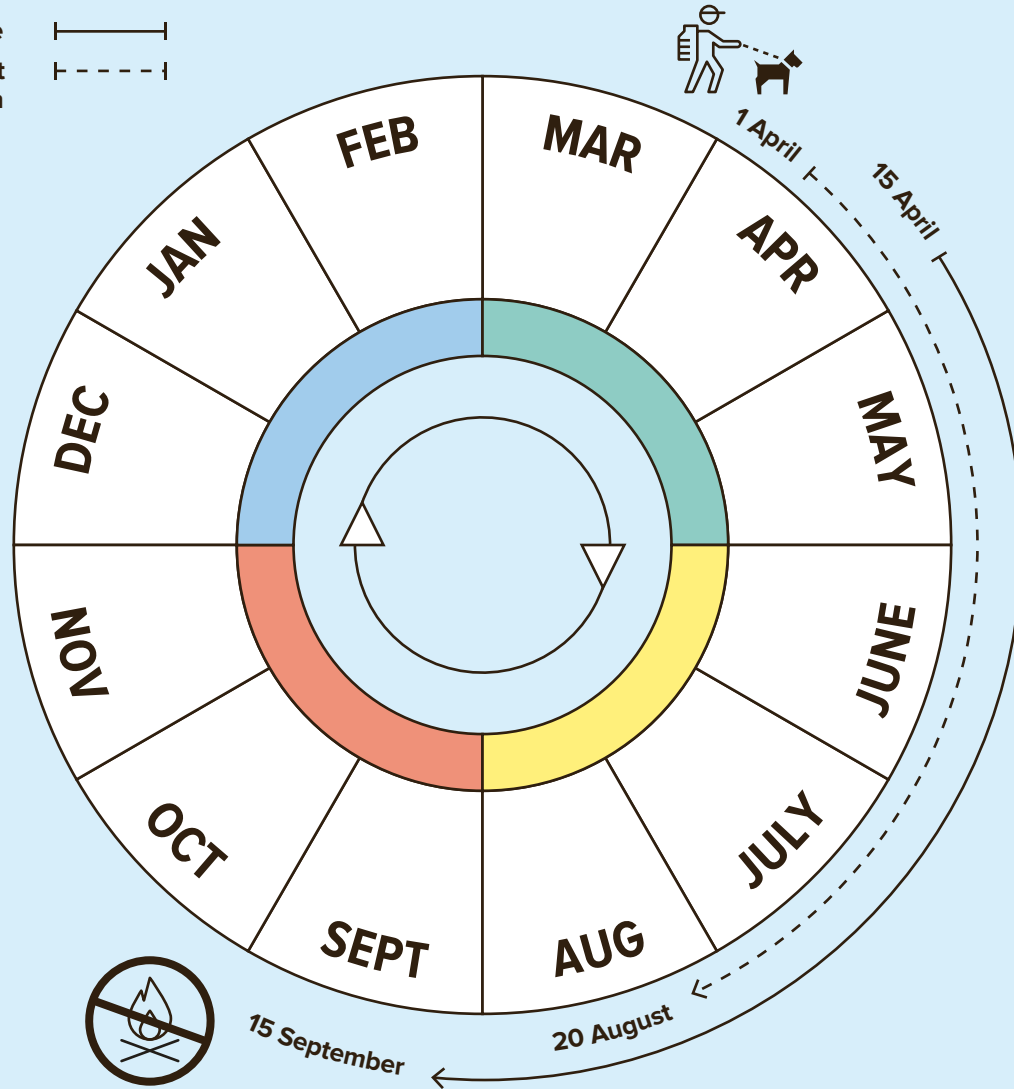 FEB
MAR
1 April
15 April
JAN
APR
DEC
MAY
NOV
JUNE
OCT
JULY
SEPT
AUG
15 September
20 August